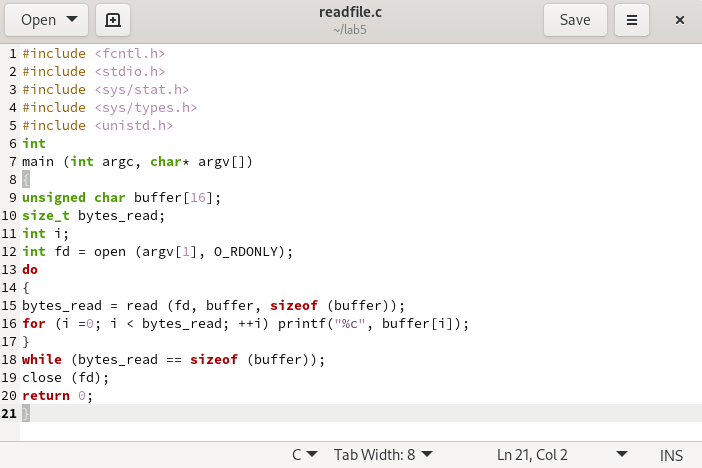 Open
readfile.c
~/lab5
Save
1 #include <fcntl.h>
2 #include <stdio.h>
3 #include <sys/stat.h>
4 #include <sys/types.h>
5 #include <unistd.h>
6 int
7 main (int argc, char* argv[])
8 {
9 unsigned char buffer[16];
10 size_t bytes_read;
11 int i;
12 int fd = open (argv[1], O_RDONLY);
13 do
14 {
15 bytes_read = read (fd, buffer, sizeof (buffer));
16 for (i =0; i < bytes_read; ++i) printf("%c", buffer[i]);
17 }
18 while (bytes_read == sizeof (buffer));
19 close (fd);
20 return 0;
21 }
C Tab Width: 8 Ln 21, Col 2 INS